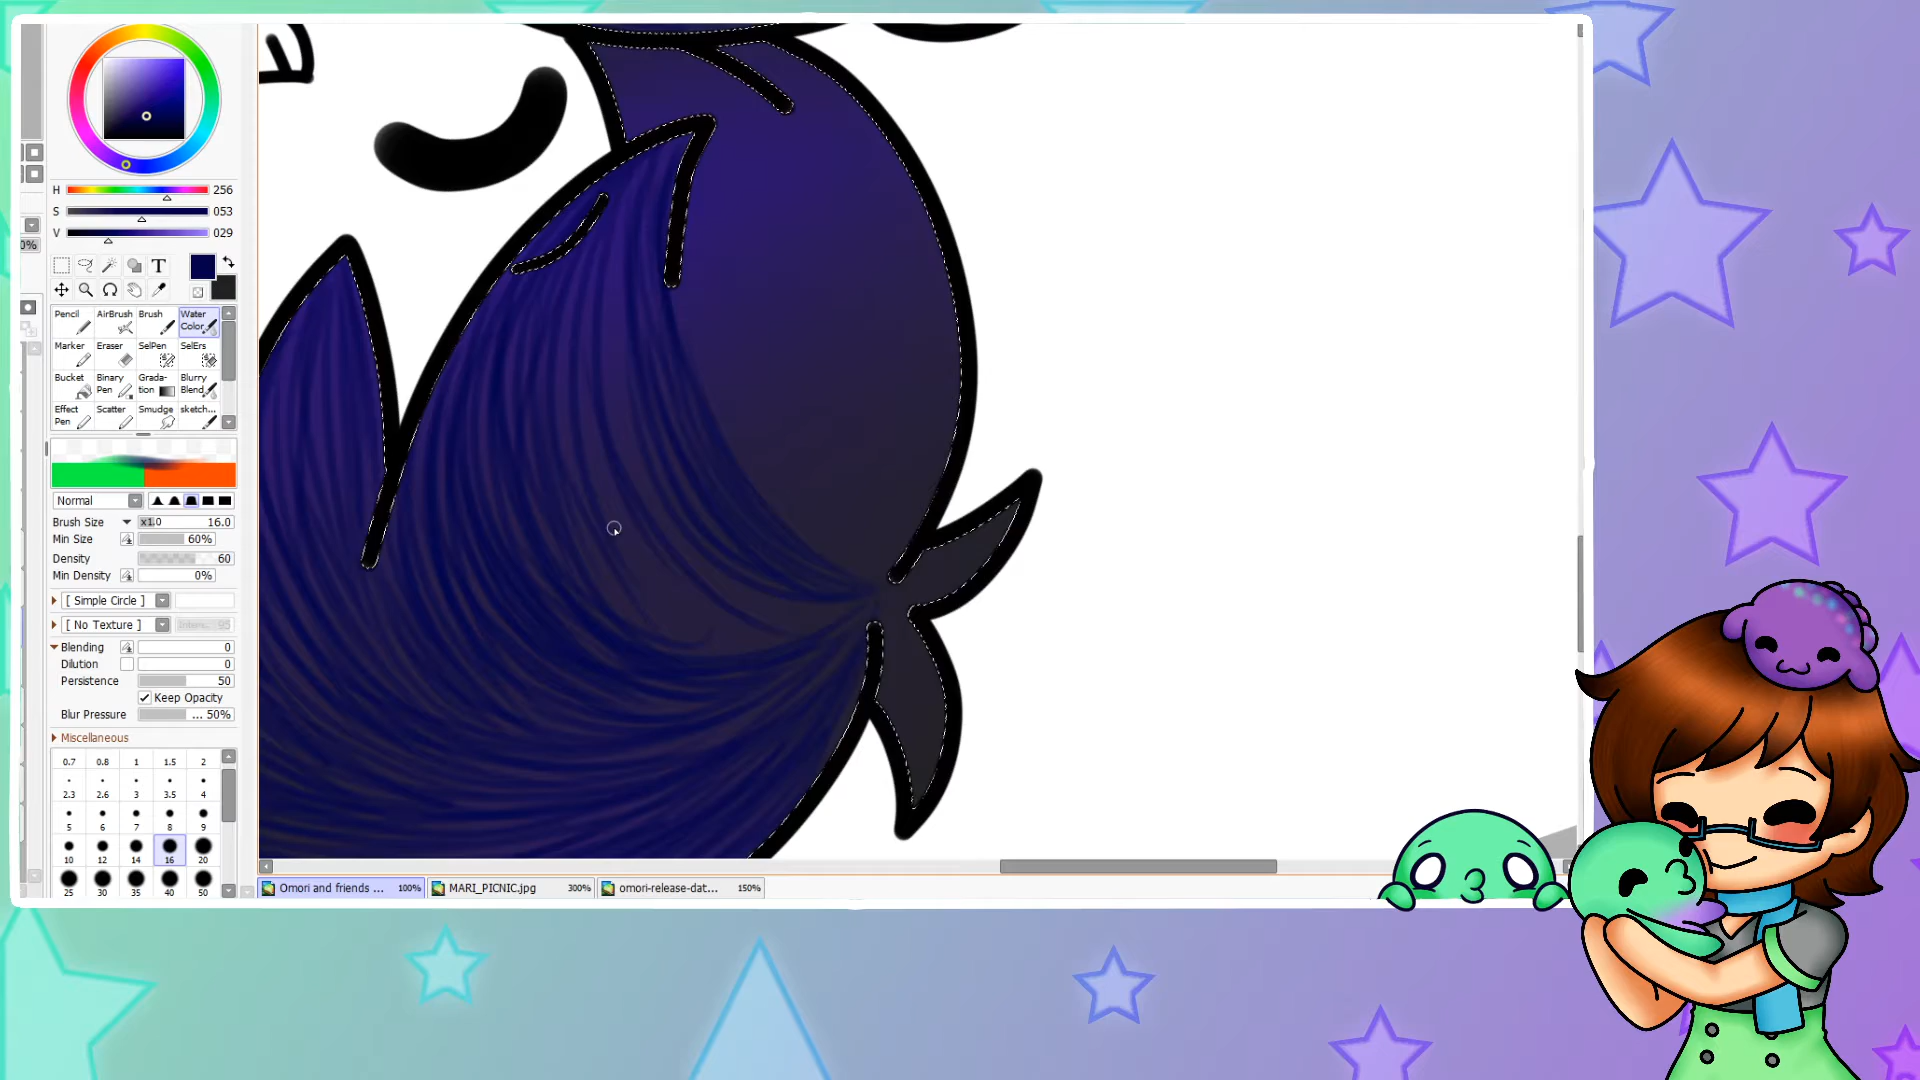 H 256
S 053
V 029
0%
T
Pencil AirBrush Brush Water Color
Marker Eraser SelPen SelErs
Bucket Binary Pen Grada-tion Blurry Blend
Effect Pen Scatter Smudge sketch...
Normal
Brush Size x1.0 16.0
Min Size 60%
Density 60
Min Density 0%
[ Simple Circle ]
[ No Texture ] 95
Blending 0
Dilution 0
Persistence 50
Keep Opacity
Blur Pressure ... 50%
Miscellaneous
0.7 0.8 1 1.5 2
2.3 2.6 3 3.5 4
5 6 7 8 9
10 12 14 16 20
25 30 35 40 50
Omori and friends ... 100% MARI_PICNIC.jpg 300% omori-release-dat... 150%